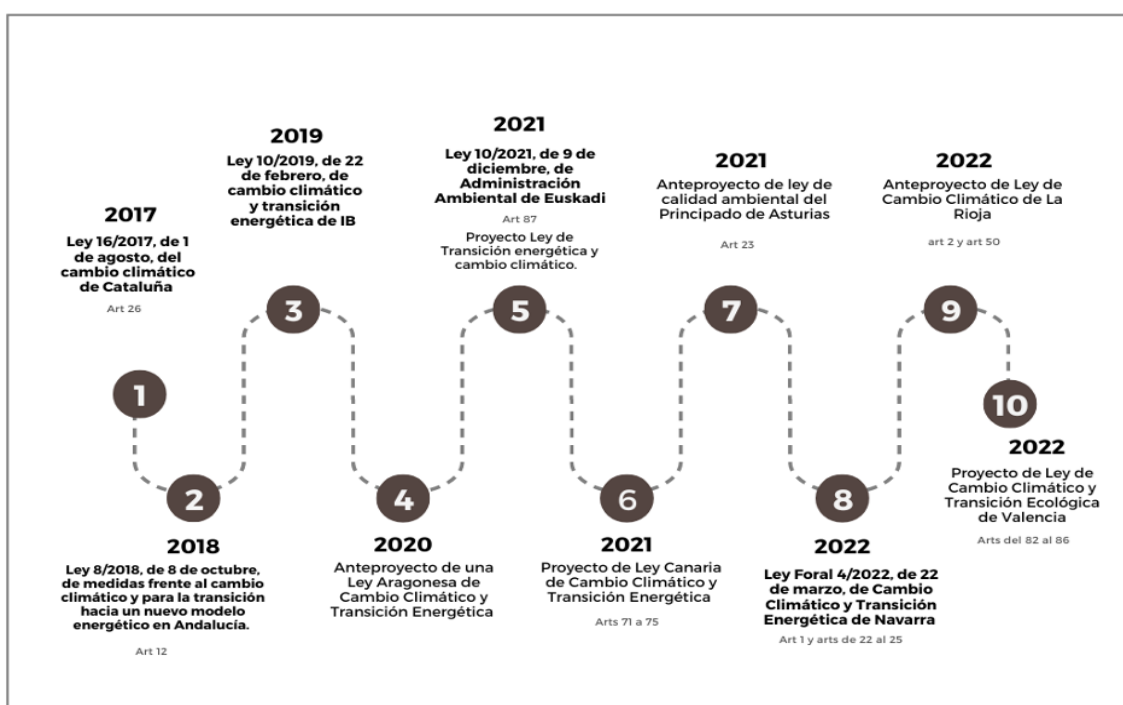 2017
Ley 16/2017, de 1
de agosto, del
cambio climático
de Cataluña
Art 26
1
2
2018
Ley 8/2018, de 8 de octubre,
de medidas frente al cambio
climático y para la transición
hacia un nuevo modelo
energético en Andalucía.
Art 12
2019
Ley 10/2019, de 22
de febrero, de
cambio climático
y transición
energética de IB
3
4
2020
Anteproyecto de una
Ley Aragonesa de
Cambio Climático y
Transición Energética
2021
Ley 10/2021, de 9 de
diciembre, de
Administración
Ambiental de Euskadi
Art 87
Proyecto Ley de
Transición energética y
cambio climático.
5
6
2021
Proyecto de Ley Canaria
de Cambio Climático y
Transición Energética
Arts 71 a 75
2021
Anteproyecto de ley de
calidad ambiental del
Principado de Asturias
Art 23
7
8
2022
Ley Foral 4/2022, de 22
de marzo, de Cambio
Climático y Transición
Energética de Navarra
Art 1 y arts de 22 al 25
2022
Anteproyecto de Ley de
Cambio Climático de La
Rioja
art 2 y art 50
9
10
2022
Proyecto de Ley de
Cambio Climático y
Transición Ecológica
de Valencia
Arts del 82 al 86